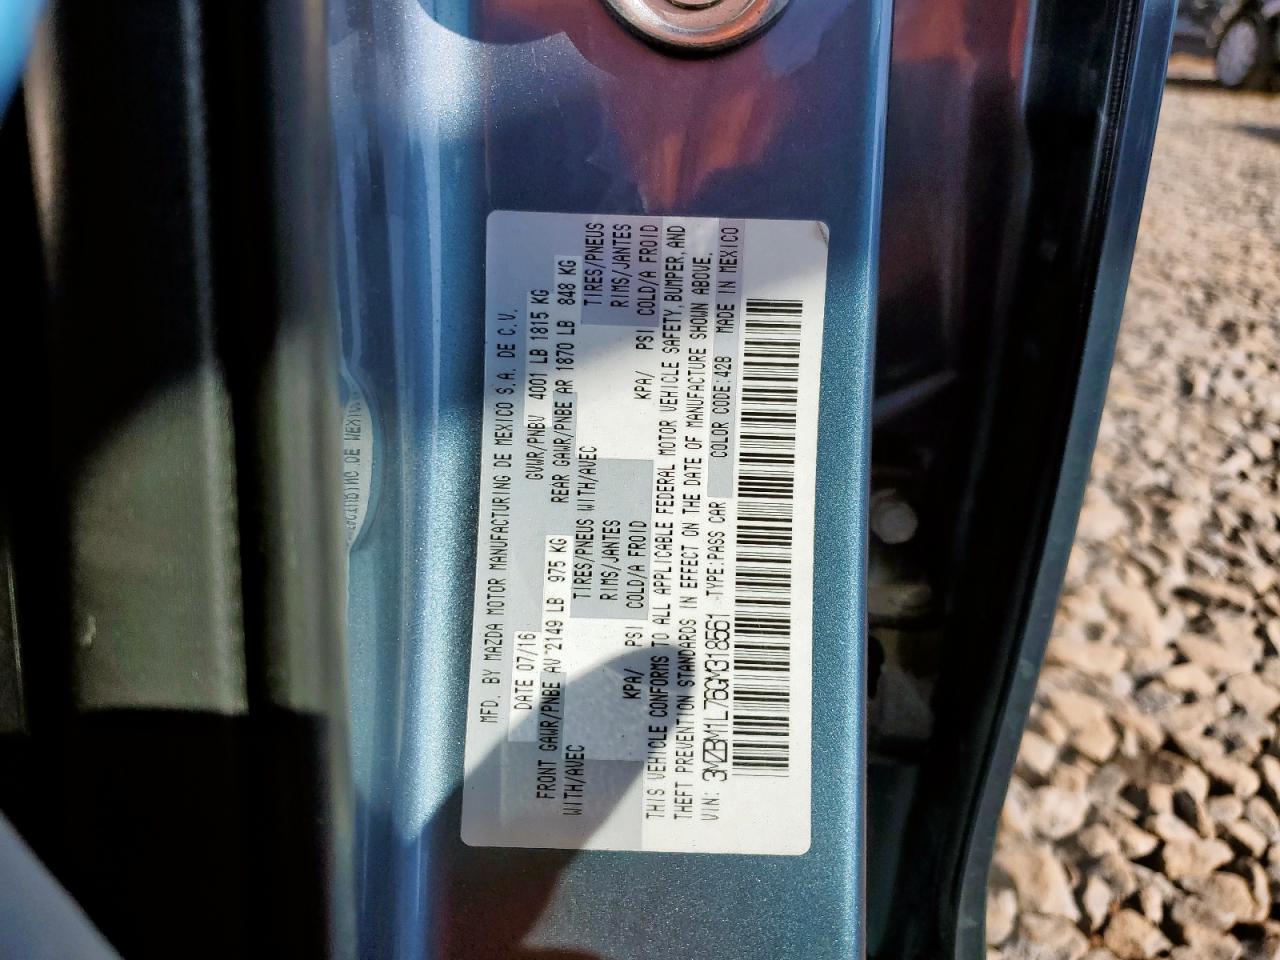 MFD. BY MAZDA MOTOR MANUFACTURING DE MEXICO S.A. DE C.V.
DATE 07/16 GVWR/PNBV 4001 LB 1815 KG
FRONT GAWR/PNBE AV 2149 LB 975 KG REAR GAWR/PNBE AR 1870 LB 848 KG
WITH/AVEC TIRES/PNEUS WITH/AVEC TIRES/PNEUS
RIMS/JANTES RIMS/JANTES
KPA/ PSI COLD/A FROID KPA/ PSI COLD/A FROID
THIS VEHICLE CONFORMS TO ALL APPLICABLE FEDERAL MOTOR VEHICLE SAFETY, BUMPER, AND
THEFT PREVENTION STANDARDS IN EFFECT ON THE DATE OF MANUFACTURE SHOWN ABOVE.
VIN: 3MZBM1L76GM318561 TYPE:PASS CAR COLOR CODE:42B MADE IN MEXICO
DE MEXICO